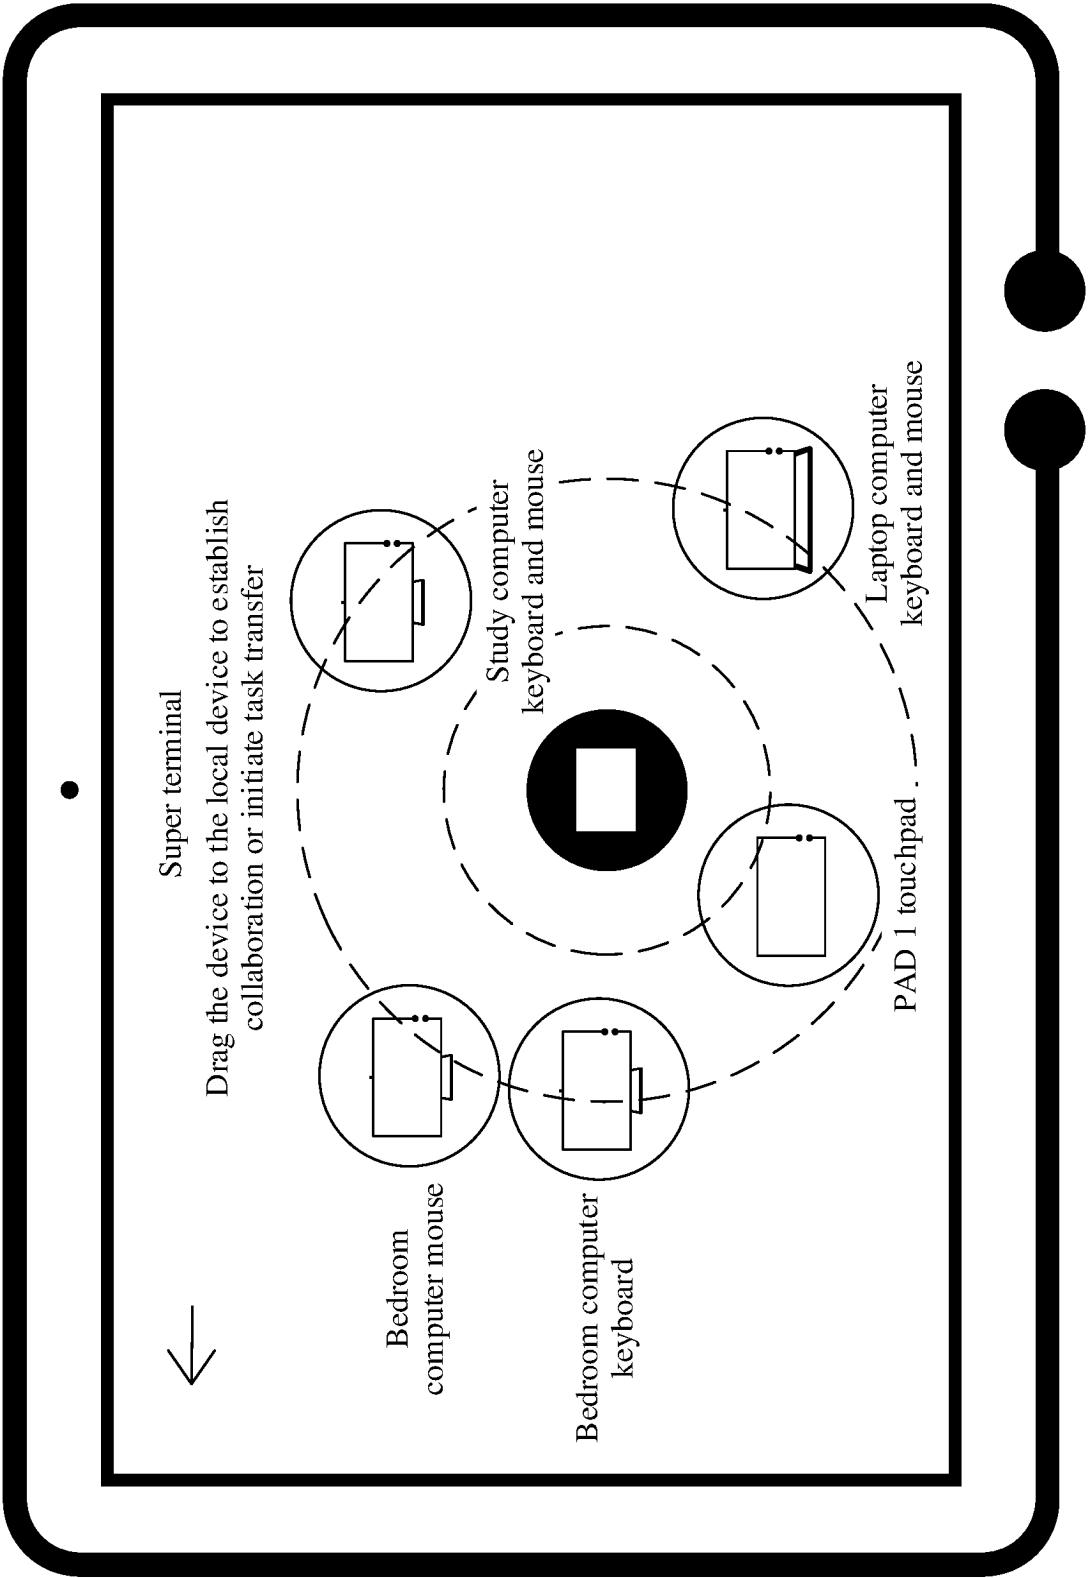 Super terminal
Drag the device to the local device to establish
collaboration or initiate task transfer
Bedroom
computer mouse
Study computer
keyboard and mouse
Bedroom computer
keyboard
PAD 1 touchpad
Laptop computer
keyboard and mouse